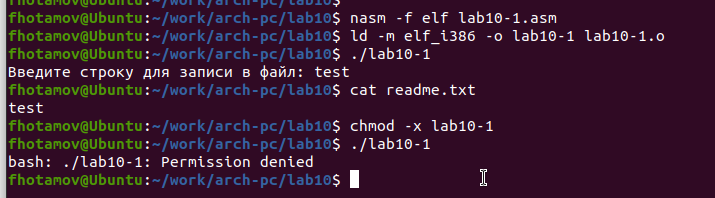 fhotamov@Ubuntu:~/work/arch-pc/lab10$ nasm -f elf lab10-1.asm
fhotamov@Ubuntu:~/work/arch-pc/lab10$ ld -m elf_i386 -o lab10-1 lab10-1.o
fhotamov@Ubuntu:~/work/arch-pc/lab10$ ./lab10-1
Введите строку для записи в файл: test
fhotamov@Ubuntu:~/work/arch-pc/lab10$ cat readme.txt
test
fhotamov@Ubuntu:~/work/arch-pc/lab10$ chmod -x lab10-1
fhotamov@Ubuntu:~/work/arch-pc/lab10$ ./lab10-1
bash: ./lab10-1: Permission denied
fhotamov@Ubuntu:~/work/arch-pc/lab10$